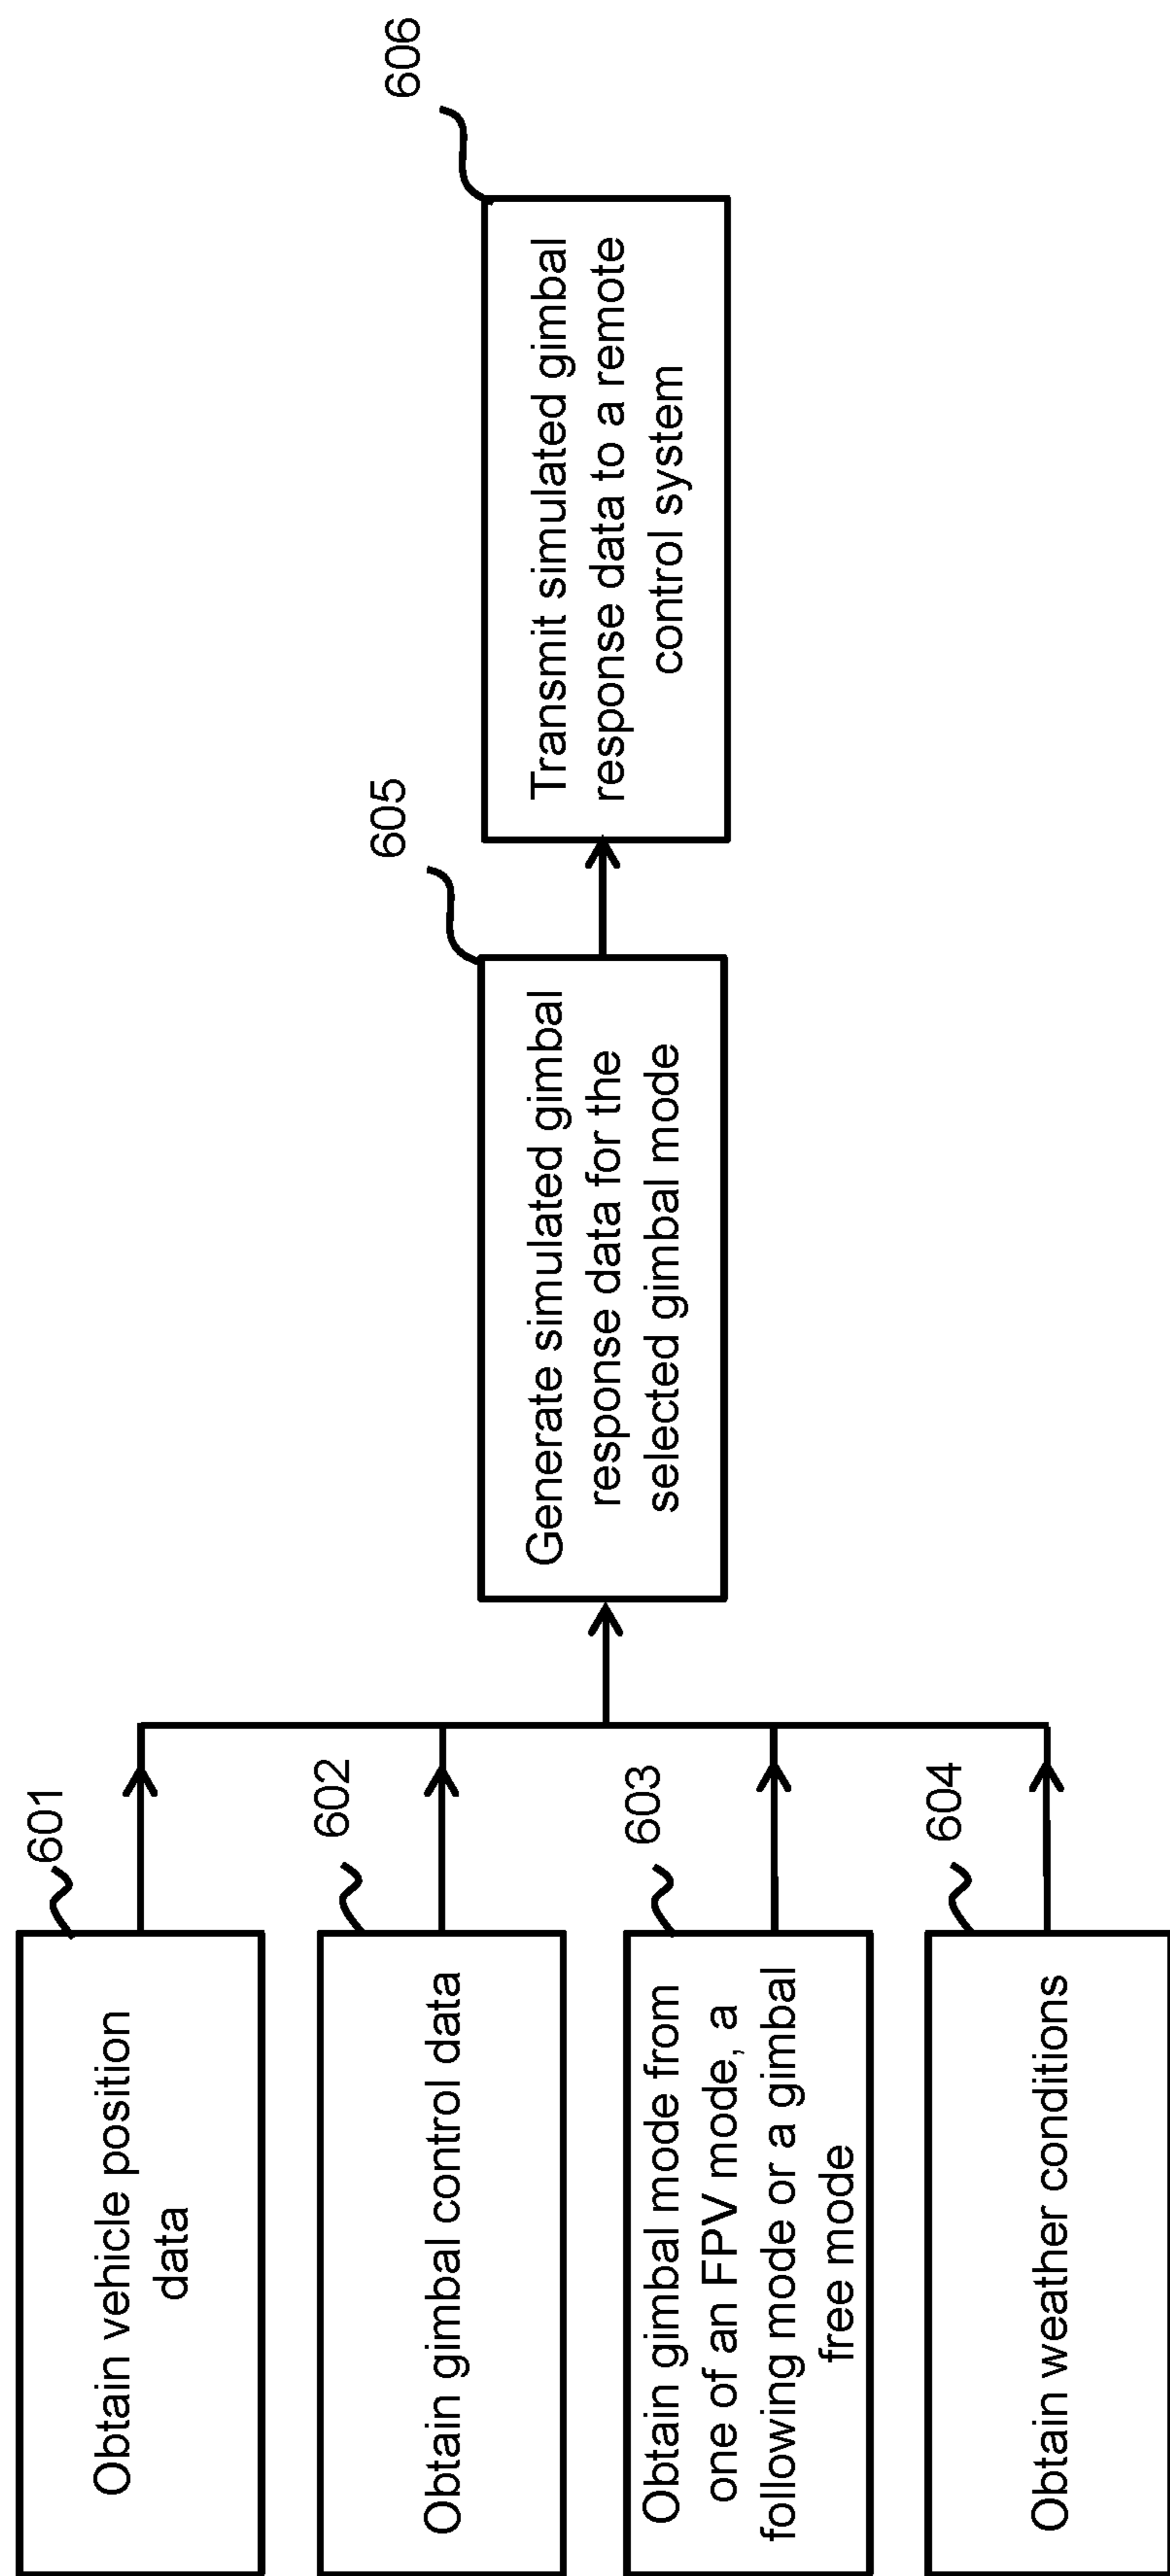 601
Obtain vehicle position
data
602
Obtain gimbal control data
603
Obtain gimbal mode from
one of an FPV mode, a
following mode or a gimbal
free mode
604
Obtain weather conditions
605
Generate simulated gimbal
response data for the
selected gimbal mode
606
Transmit simulated gimbal
response data to a remote
control system